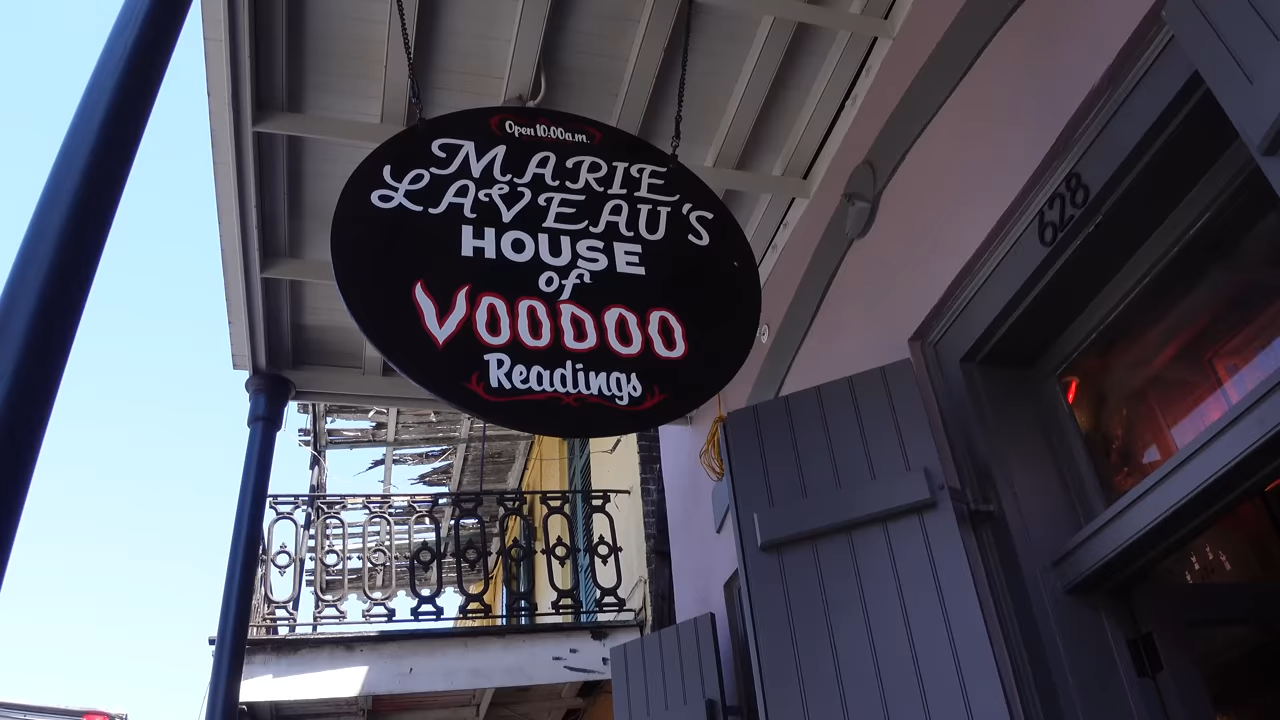 Open 10:00a.m.
MARIE
LAVEAU'S
HOUSE
of
VOODOO
Readings
628